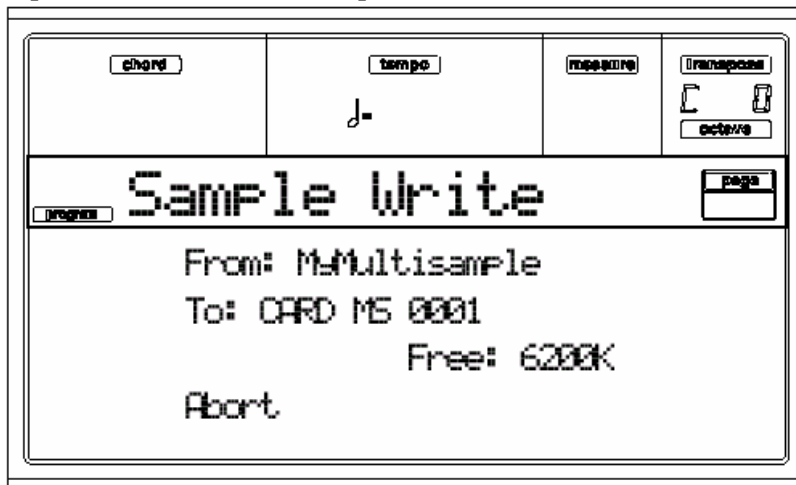 chord tempo measure transpose
♩= C 0
octave
program Sample Write page
From: MyMultisample
To: CARD MS 0001
Free: 6200K
Abort